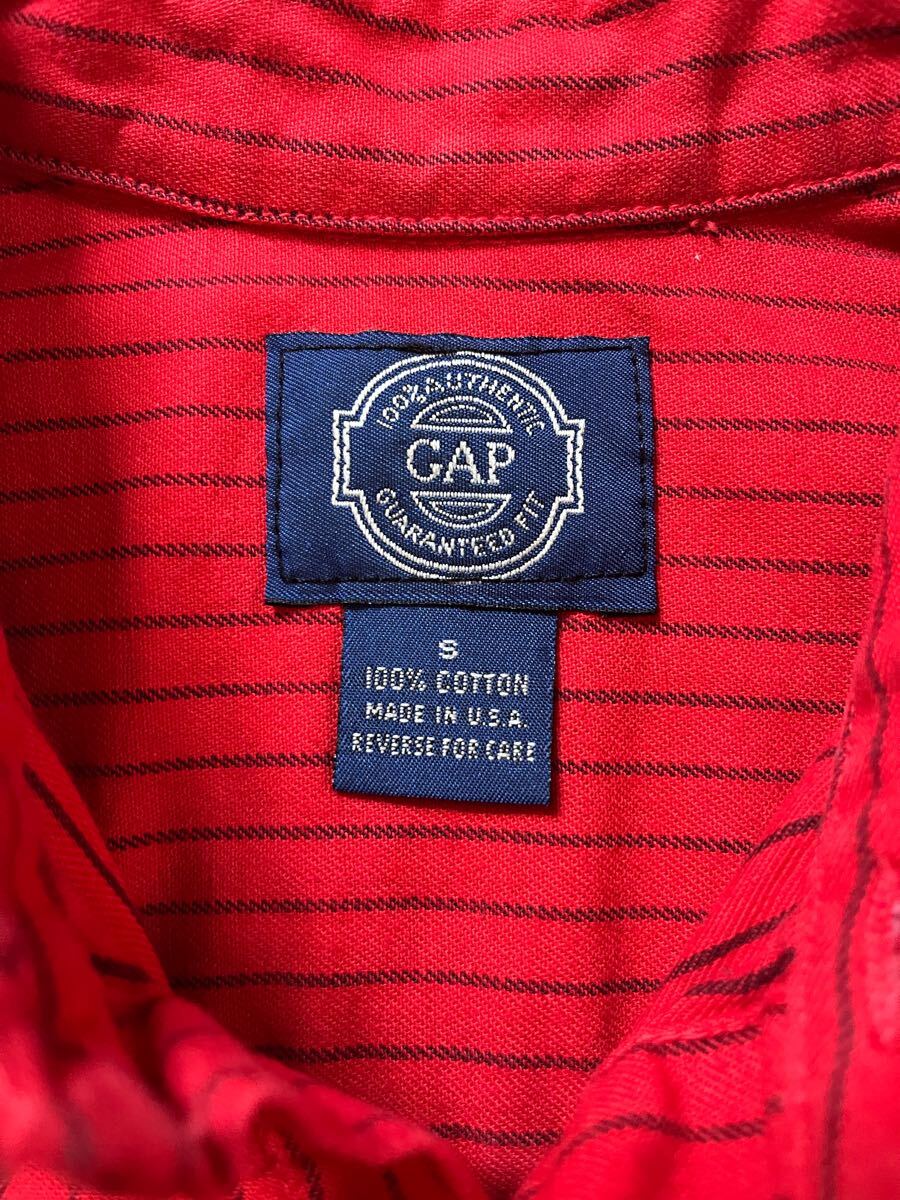 100% AUTHENTIC
GAP
GUARANTEED FIT
S
100% COTTON
MADE IN U.S.A.
REVERSE FOR CARE